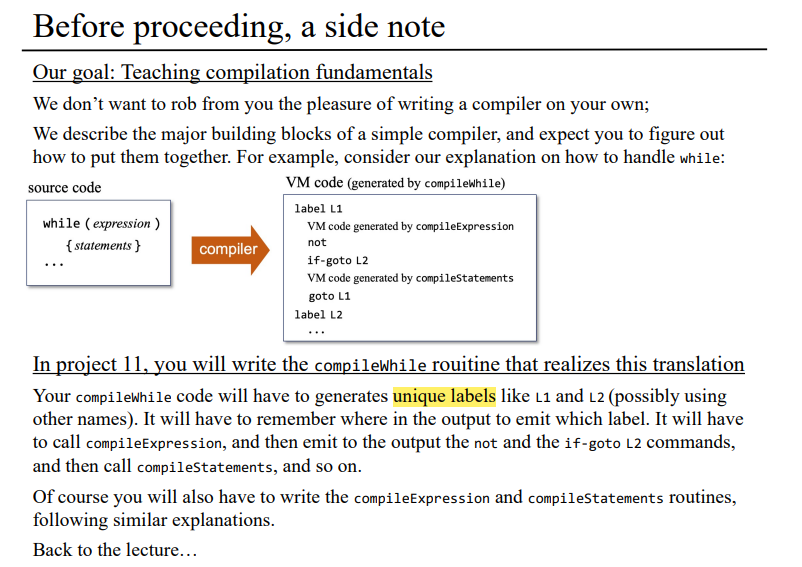 Before proceeding, a side note
Our goal: Teaching compilation fundamentals
We don't want to rob from you the pleasure of writing a compiler on your own;
We describe the major building blocks of a simple compiler, and expect you to figure out
how to put them together. For example, consider our explanation on how to handle while:
source code
while ( expression )
{ statements }
...
compiler
VM code (generated by compileWhile)
label L1
VM code generated by compileExpression
not
if-goto L2
VM code generated by compileStatements
goto L1
label L2
...
In project 11, you will write the compileWhile rouitine that realizes this translation
Your compileWhile code will have to generates unique labels like L1 and L2 (possibly using
other names). It will have to remember where in the output to emit which label. It will have
to call compileExpression, and then emit to the output the not and the if-goto L2 commands,
and then call compileStatements, and so on.
Of course you will also have to write the compileExpression and compileStatements routines,
following similar explanations.
Back to the lecture…